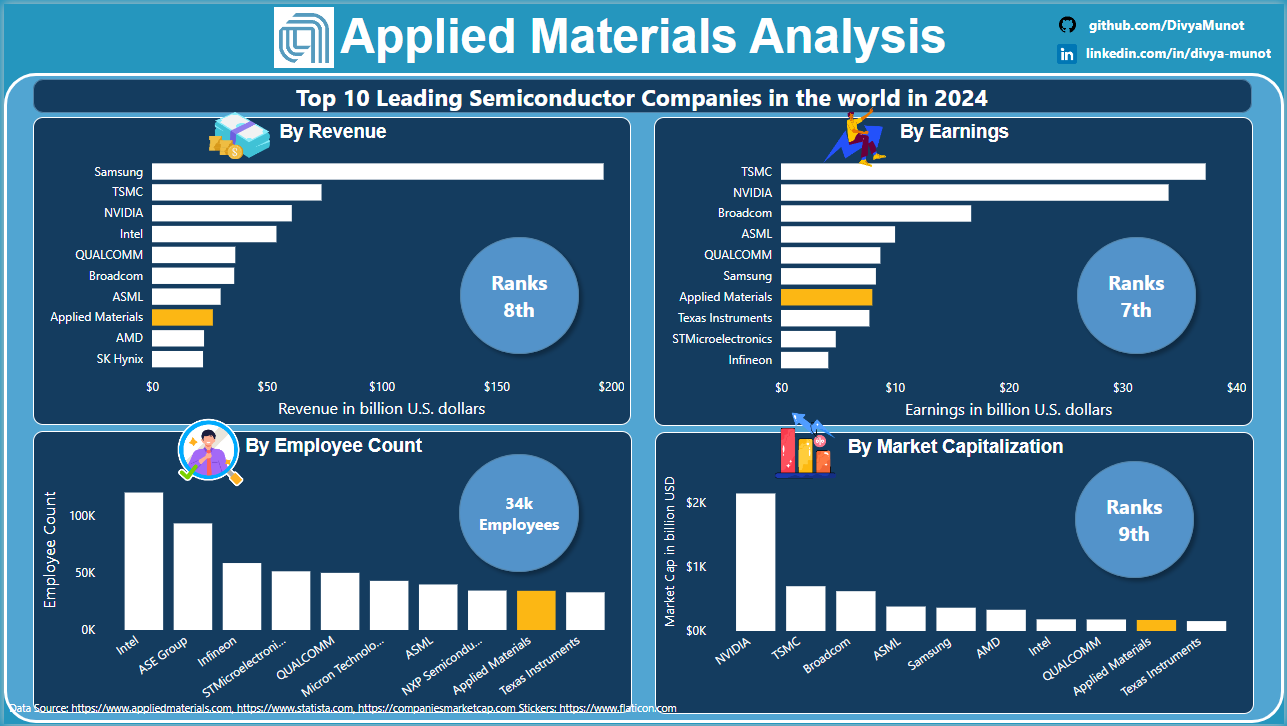 Applied Materials Analysis
github.com/DivyaMunot
linkedin.com/in/divya-munot
Top 10 Leading Semiconductor Companies in the world in 2024
By Revenue
Samsung
TSMC
NVIDIA
Intel
QUALCOMM
Broadcom
ASML
Applied Materials
AMD
SK Hynix
$0 $50 $100 $150 $200
Revenue in billion U.S. dollars
Ranks
8th
By Earnings
TSMC
NVIDIA
Broadcom
ASML
QUALCOMM
Samsung
Applied Materials
Texas Instruments
STMicroelectronics
Infineon
$0 $10 $20 $30 $40
Earnings in billion U.S. dollars
Ranks
7th
By Employee Count
Employee Count
100K
50K
0K
Intel
ASE Group
Infineon
STMicroelectroni...
QUALCOMM
Micron Technolo...
ASML
NXP Semicondu...
Applied Materials
Texas Instruments
34k
Employees
By Market Capitalization
Market Cap in billion USD
$2K
$1K
$0K
NVIDIA
TSMC
Broadcom
ASML
Samsung
AMD
Intel
QUALCOMM
Applied Materials
Texas Instruments
Ranks
9th
Data Source: https://www.appliedmaterials.com, https://www.statista.com, https://companiesmarketcap.com Stickers: https://www.flaticon.com